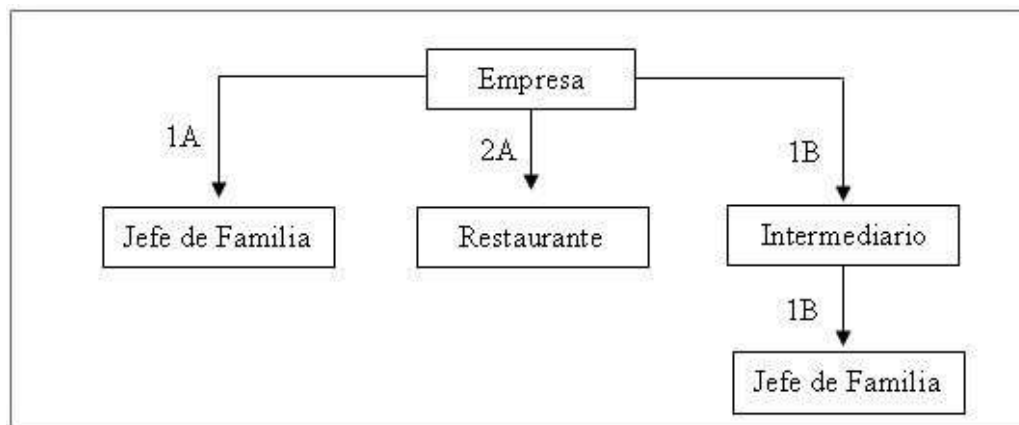 Empresa
1A
2A
1B
Jefe de Familia
Restaurante
Intermediario
1B
Jefe de Familia